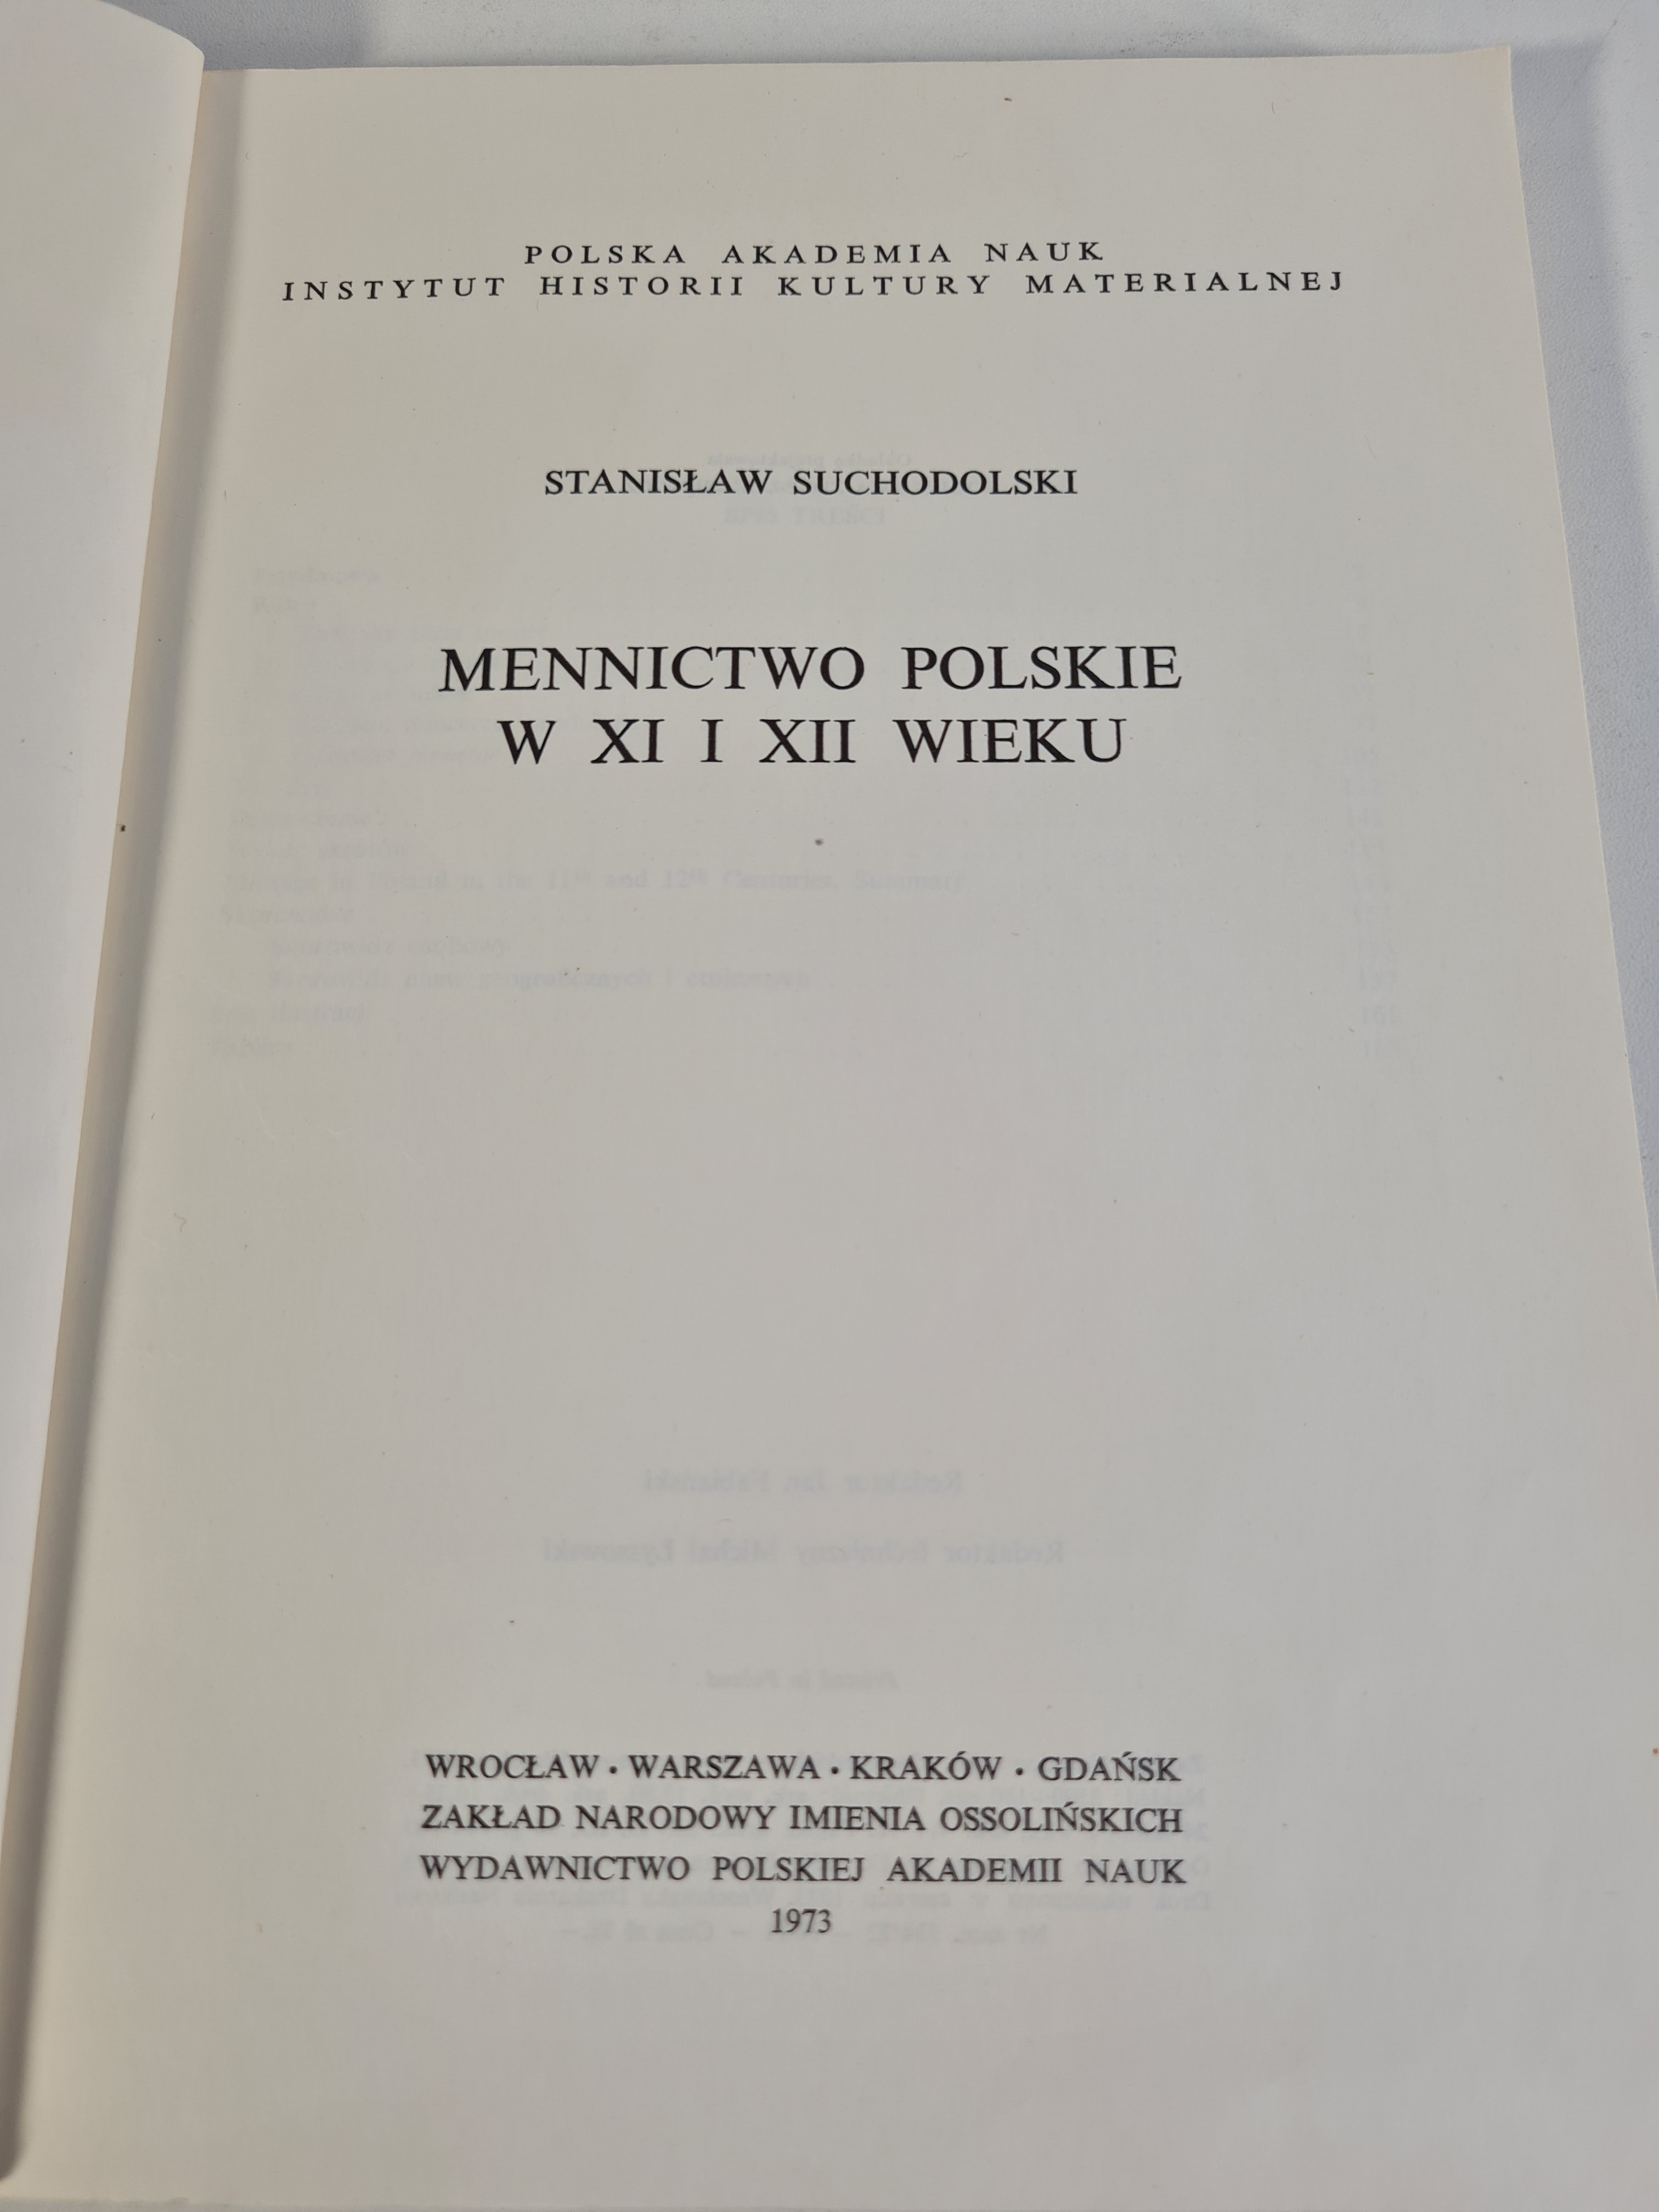 POLSKA AKADEMIA NAUK
INSTYTUT HISTORII KULTURY MATERIALNEJ
STANISŁAW SUCHODOLSKI
MENNICTWO POLSKIE
W XI I XII WIEKU
WROCŁAW • WARSZAWA • KRAKÓW • GDAŃSK
ZAKŁAD NARODOWY IMIENIA OSSOLIŃSKICH
WYDAWNICTWO POLSKIEJ AKADEMII NAUK
1973